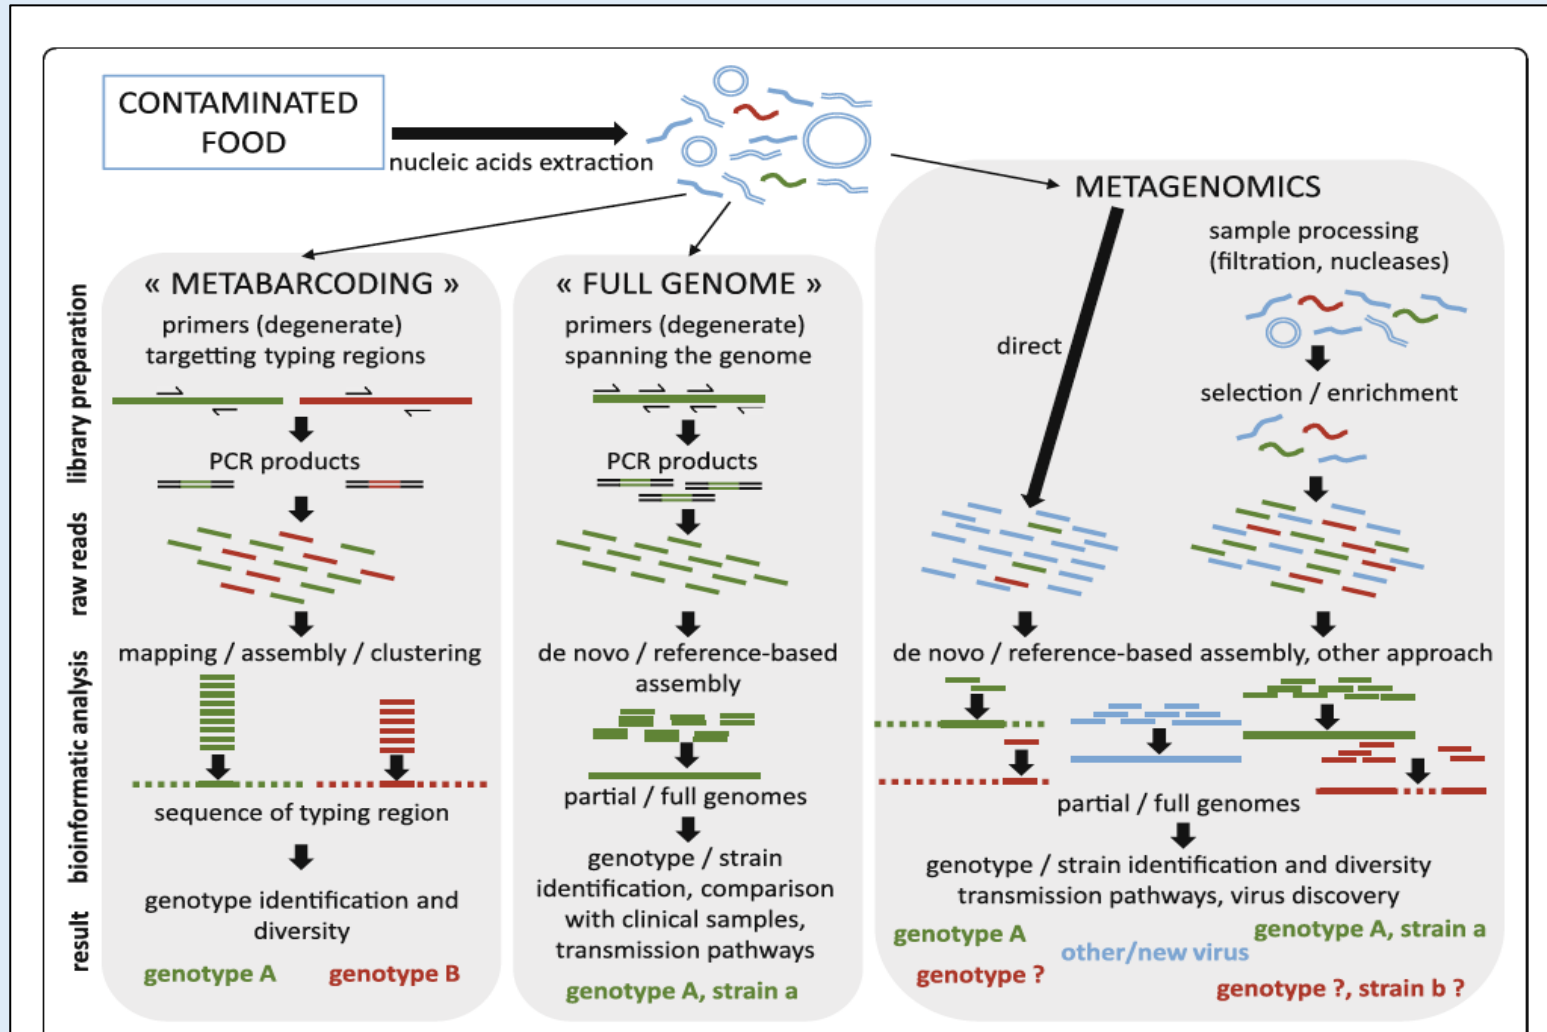 CONTAMINATED
FOOD
nucleic acids extraction
library preparation
raw reads
bioinformatic analysis
result
« METABARCODING »
primers (degenerate)
targetting typing regions
PCR products
mapping / assembly / clustering
sequence of typing region
genotype identification and
diversity
genotype A
genotype B
« FULL GENOME »
primers (degenerate)
spanning the genome
PCR products
de novo / reference-based
assembly
partial / full genomes
genotype / strain
identification, comparison
with clinical samples,
transmission pathways
genotype A, strain a
METAGENOMICS
direct
sample processing
(filtration, nucleases)
selection / enrichment
de novo / reference-based assembly, other approach
partial / full genomes
genotype / strain identification and diversity
transmission pathways, virus discovery
genotype A
genotype ?
other/new virus
genotype A, strain a
genotype ?, strain b ?